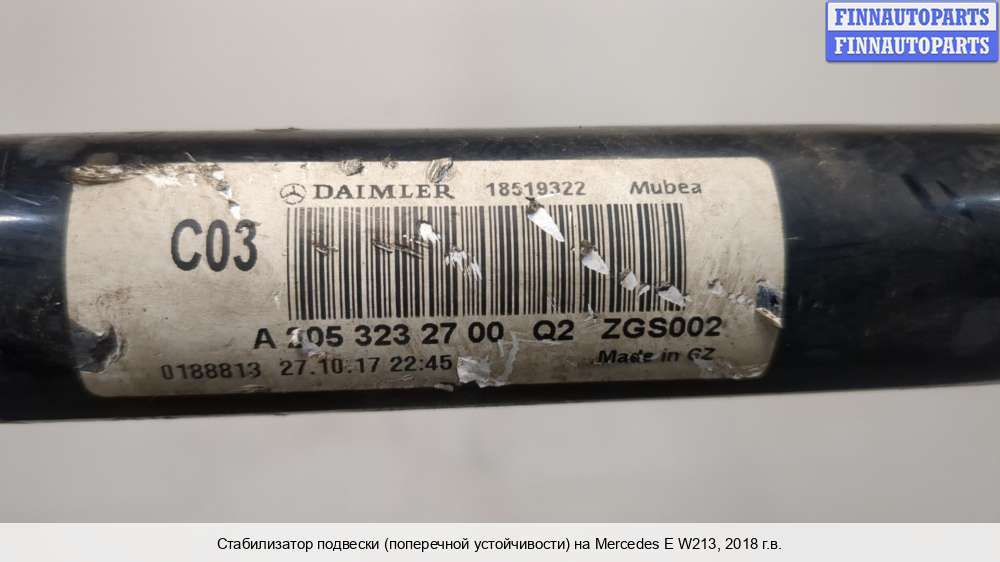 FINNAUTOPARTS
FINNAUTOPARTS
DAIMLER 18519322 Mubea
C03
A 205 323 27 00 Q2 ZGS002
0188813 27.10.17 22:45 Made in CZ
Стабилизатор подвески (поперечной устойчивости) на Mercedes E W213, 2018 г.в.